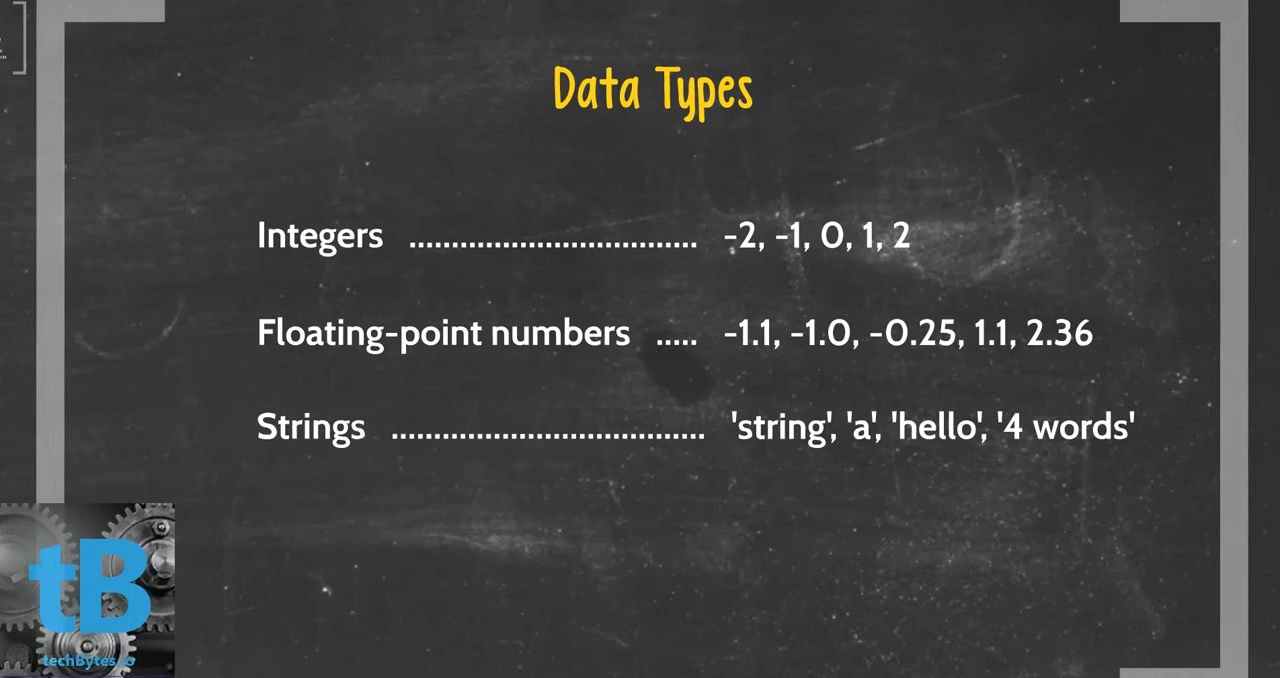 Data Types
Integers ................................. -2, -1, 0, 1, 2
Floating-point numbers ..... -1.1, -1.0, -0.25, 1.1, 2.36
Strings .................................... 'string', 'a', 'hello', '4 words'
tB
techBytes.io